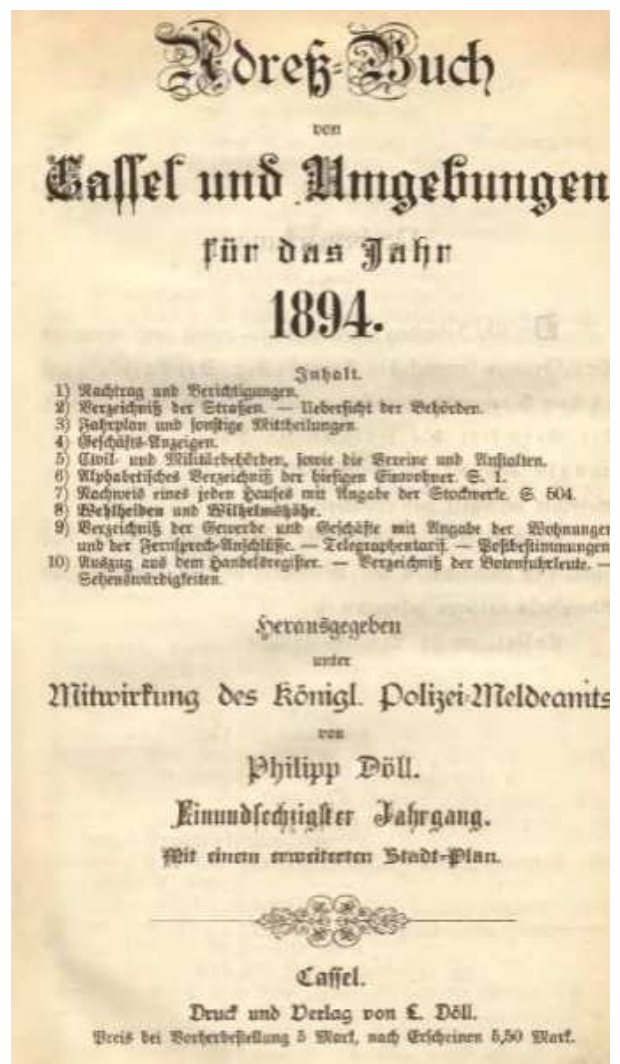 Adreß-Buch
von
Cassel und Umgebungen
für das Jahr
1894.
Inhalt.
1) Nachtrag und Berichtigungen.
2) Verzeichniß der Straßen. — Uebersicht der Behörden.
3) Fahrplan und sonstige Mittheilungen.
4) Geschäfts-Anzeigen.
5) Civil- und Militärbehörden, sowie die Vereine und Anstalten.
6) Alphabetisches Verzeichniß der hiesigen Einwohner. S. 1.
7) Nachweis eines jeden Hauses mit Angabe der Stockwerke. S. 504.
8) Wehlheiden und Wilhelmshöhe.
9) Verzeichniß der Gewerbe und Geschäfte mit Angabe der Wohnungen
und der Fernsprech-Anschlüsse. — Telegraphentarif. — Postbestimmungen
10) Auszug aus dem Handelsregister. — Verzeichniß der Botenfuhrleute. —
Sehenswürdigkeiten.
Herausgegeben
unter
Mitwirkung des Königl. Polizei-Meldeamts
von
Philipp Döll.
Einundsechzigster Jahrgang.
Mit einem erweiterten Stadt-Plan.
Cassel.
Druck und Verlag von L. Döll.
Preis bei Vorherbestellung 5 Mark, nach Erscheinen 5,50 Mark.